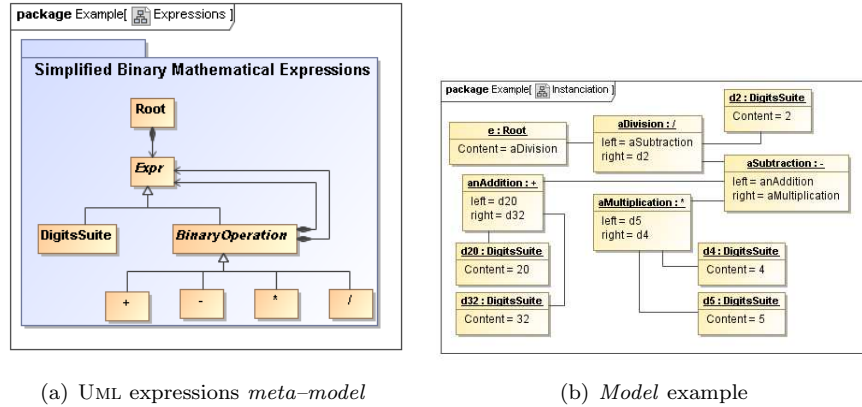 package Example[ Expressions ]
Simplified Binary Mathematical Expressions
Root
Expr
DigitsSuite
BinaryOperation
+
-
*
/
(a) UML expressions meta–model
package Example[ Instanciation ]
d2 : DigitsSuite
Content = 2
e : Root
Content = aDivision
aDivision : /
left = aSubtraction
right = d2
aSubtraction : -
left = anAddition
right = aMultiplication
anAddition : +
left = d20
right = d32
aMultiplication : *
left = d5
right = d4
d20 : DigitsSuite
Content = 20
d4 : DigitsSuite
Content = 4
d32 : DigitsSuite
Content = 32
d5 : DigitsSuite
Content = 5
(b) Model example